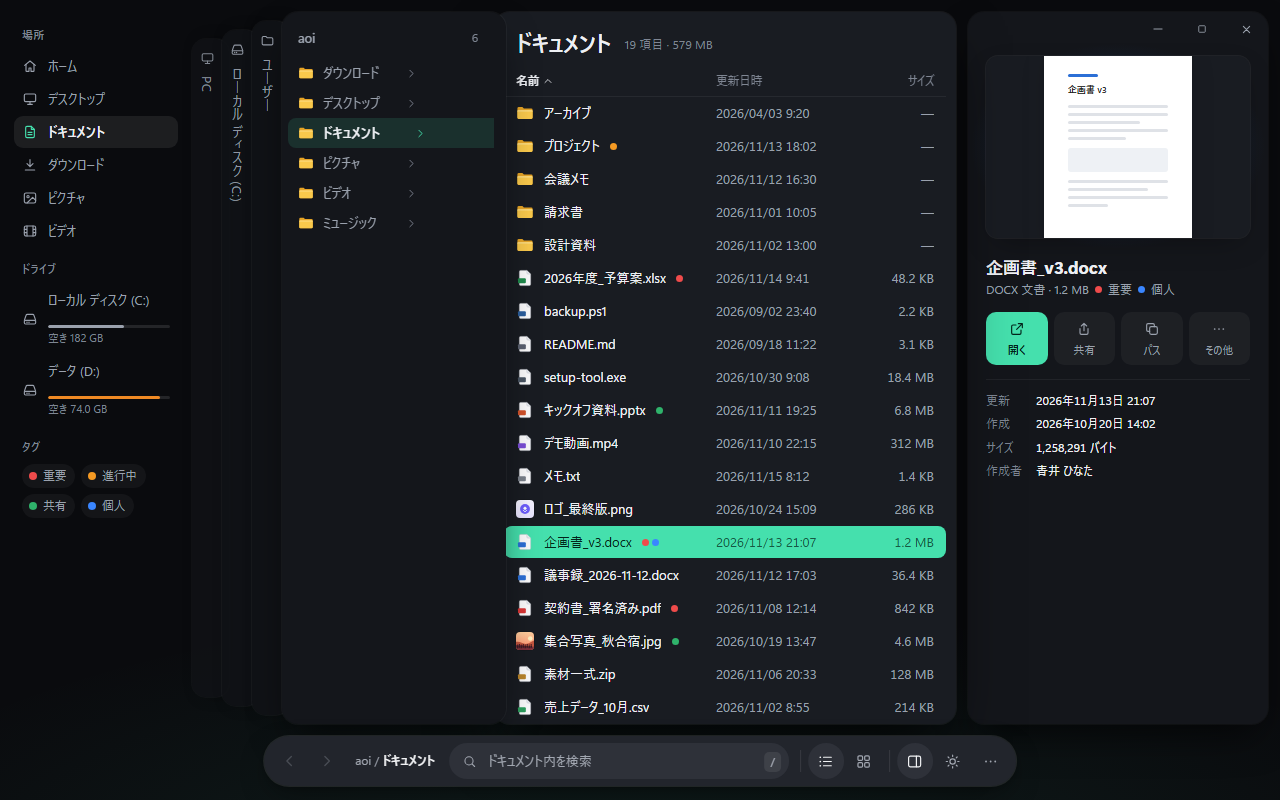 場所
ホーム
デスクトップ
ドキュメント
ダウンロード
ピクチャ
ビデオ
ドライブ
ローカル ディスク (C:)
空き 182 GB
データ (D:)
空き 74.0 GB
タグ
重要
進行中
共有
個人
PC
ローカル ディスク (C:)
ユーザー
aoi
6
ダウンロード
デスクトップ
ドキュメント
ピクチャ
ビデオ
ミュージック
ドキュメント 19 項目 · 579 MB
名前 更新日時 サイズ
アーカイブ 2026/04/03 9:20 —
プロジェクト 2026/11/13 18:02 —
会議メモ 2026/11/12 16:30 —
請求書 2026/11/01 10:05 —
設計資料 2026/11/02 13:00 —
2026年度_予算案.xlsx 2026/11/14 9:41 48.2 KB
backup.ps1 2026/09/02 23:40 2.2 KB
README.md 2026/09/18 11:22 3.1 KB
setup-tool.exe 2026/10/30 9:08 18.4 MB
キックオフ資料.pptx 2026/11/11 19:25 6.8 MB
デモ動画.mp4 2026/11/10 22:15 312 MB
メモ.txt 2026/11/15 8:12 1.4 KB
ロゴ_最終版.png 2026/10/24 15:09 286 KB
企画書_v3.docx 2026/11/13 21:07 1.2 MB
議事録_2026-11-12.docx 2026/11/12 17:03 36.4 KB
契約書_署名済み.pdf 2026/11/08 12:14 842 KB
集合写真_秋合宿.jpg 2026/10/19 13:47 4.6 MB
素材一式.zip 2026/11/06 20:33 128 MB
売上データ_10月.csv 2026/11/02 8:55 214 KB
企画書 v3
企画書_v3.docx
DOCX 文書 · 1.2 MB 重要 個人
開く 共有 パス その他
更新 2026年11月13日 21:07
作成 2026年10月20日 14:02
サイズ 1,258,291 バイト
作成者 青井 ひなた
aoi / ドキュメント
ドキュメント内を検索 /